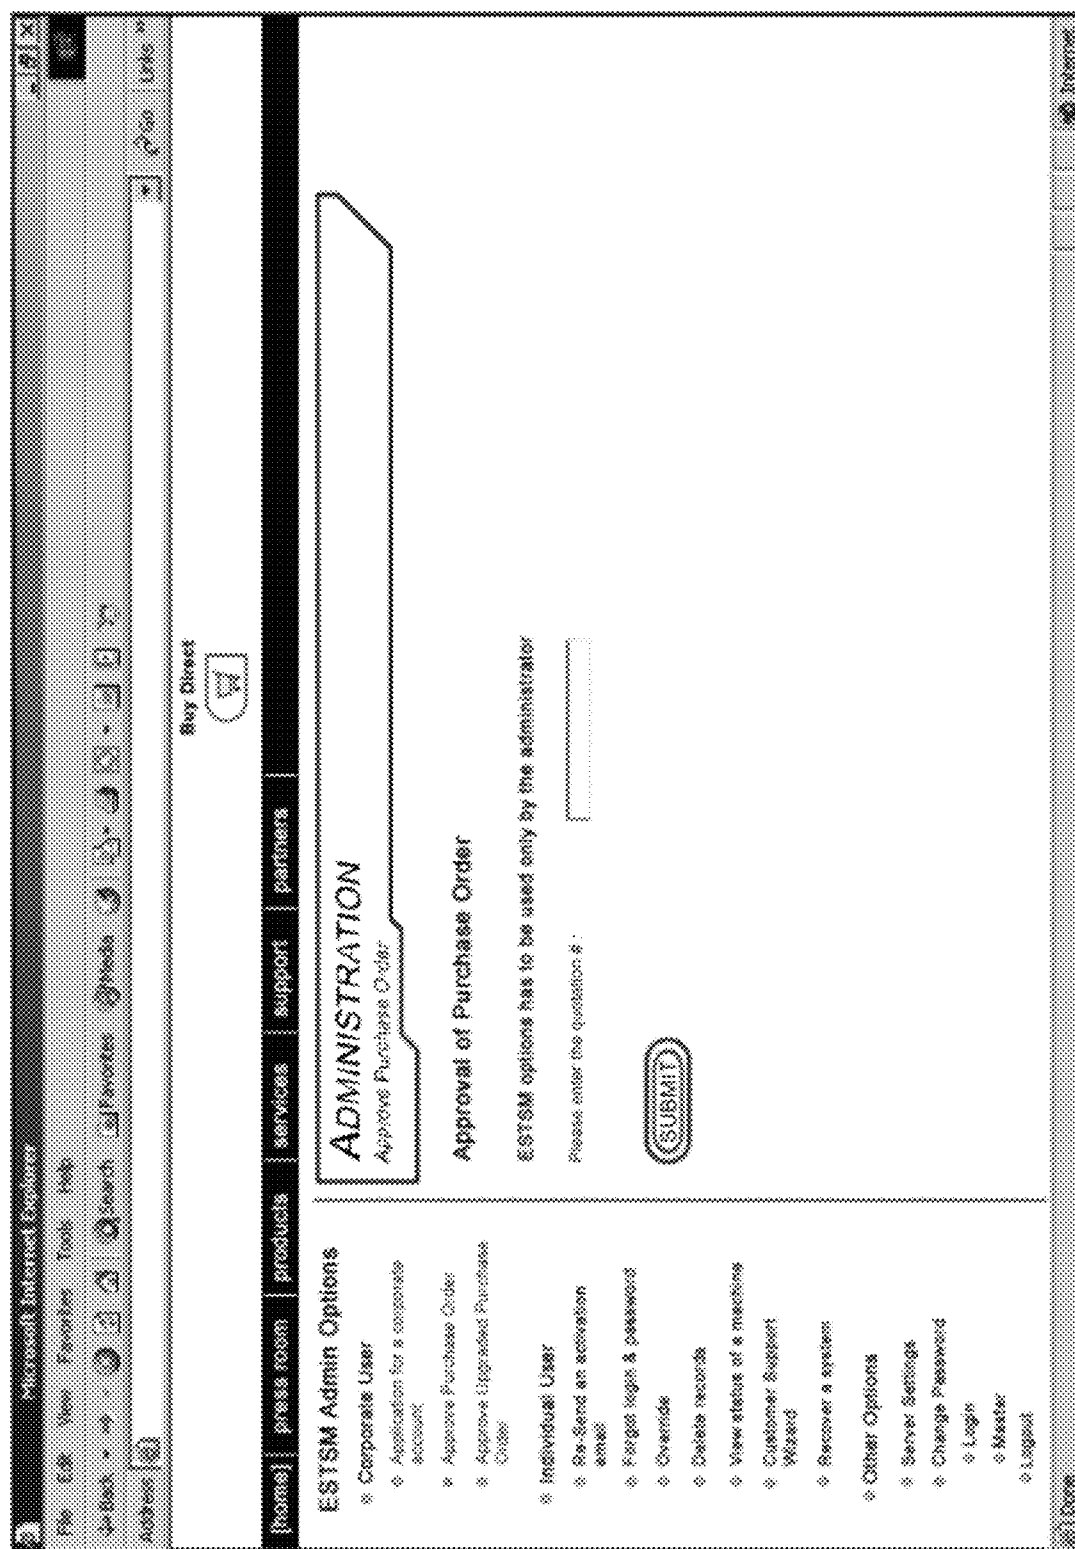 Microsoft Internet Explorer
File Edit View Favorites Tools Help
Back Search Favorites Media
Address Go Links »
Buy Direct
[home] press room products services support partners
ESTSM Admin Options
Corporate User
Application for a corporate
account
Approve Purchase Order
Approve Upgraded Purchase
Order
Individual User
Re-Send an activation
email
Forgot login & password
Override
Delete records
View status of a machine
Customer Support
Wizard
Recover a system
Other Options
Server Settings
Change Password
Login
Master
Logout
ADMINISTRATION
Approve Purchase Order
Approval of Purchase Order
ESTSM options has to be used only by the administrator
Please enter the quotation # :
SUBMIT
Done Internet